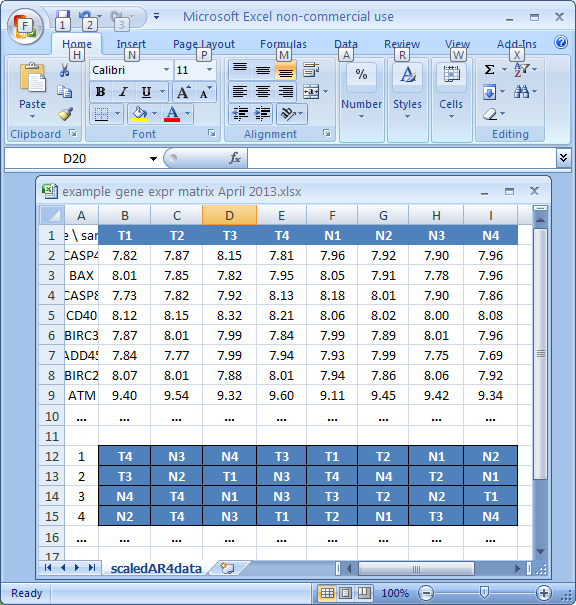 Microsoft Excel non-commercial use
F 1 2
Home Insert Page Layout Formulas Data Review View Add-Ins
H N P M A R W X
Paste Calibri 11 Number Styles Cells
B I U A A
Clipboard Font Alignment Editing
D20 fx
example gene expr matrix April 2013.xlsx
A B C D E F G H I
1 e \ sar T1 T2 T3 T4 N1 N2 N3 N4
2 CASP4 7.82 7.87 8.15 7.81 7.96 7.92 7.90 7.96
3 BAX 8.01 7.85 7.82 7.95 8.05 7.91 7.78 7.96
4 CASP8 7.73 7.82 7.92 8.13 8.18 8.01 7.90 7.86
5 CD40 8.12 8.15 8.32 8.21 8.06 8.02 8.00 8.08
6 BIRC3 7.87 8.01 7.99 7.84 7.99 7.89 8.01 7.96
7 ADD45 7.84 7.77 7.99 7.94 7.93 7.99 7.75 7.69
8 BIRC2 8.07 8.01 7.88 8.01 7.94 7.86 8.06 7.92
9 ATM 9.40 9.54 9.32 9.60 9.11 9.45 9.42 9.34
10 ... ... ... ... ... ... ... ... ...
11
12 1 T4 N3 N4 T3 T1 T2 N1 N2
13 2 T3 N2 T1 N3 T4 N4 T2 N1
14 3 N4 T4 N1 N3 T3 T2 N2 T1
15 4 N2 T4 N3 T1 T2 N1 T3 N4
16 ... ... ... ... ... ... ... ... ...
17
scaledAR4data
Ready 100%